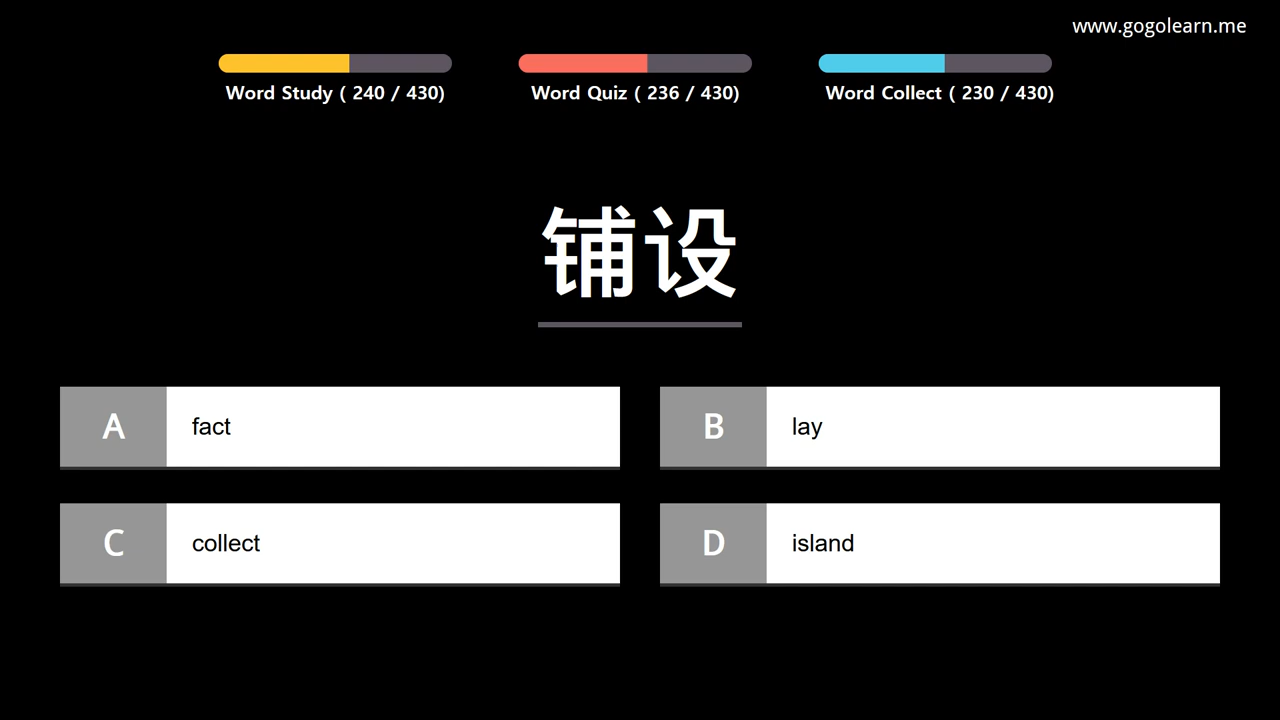 www.gogolearn.me
Word Study ( 240 / 430)
Word Quiz ( 236 / 430)
Word Collect ( 230 / 430)
铺设
A fact
B lay
C collect
D island